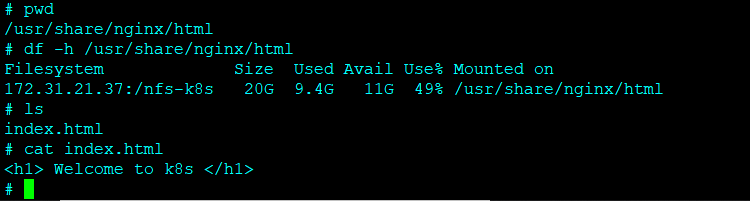 # pwd
/usr/share/nginx/html
# df -h /usr/share/nginx/html
Filesystem              Size  Used Avail Use% Mounted on
172.31.21.37:/nfs-k8s   20G  9.4G   11G  49% /usr/share/nginx/html
# ls
index.html
# cat index.html
<h1> Welcome to k8s </h1>
#